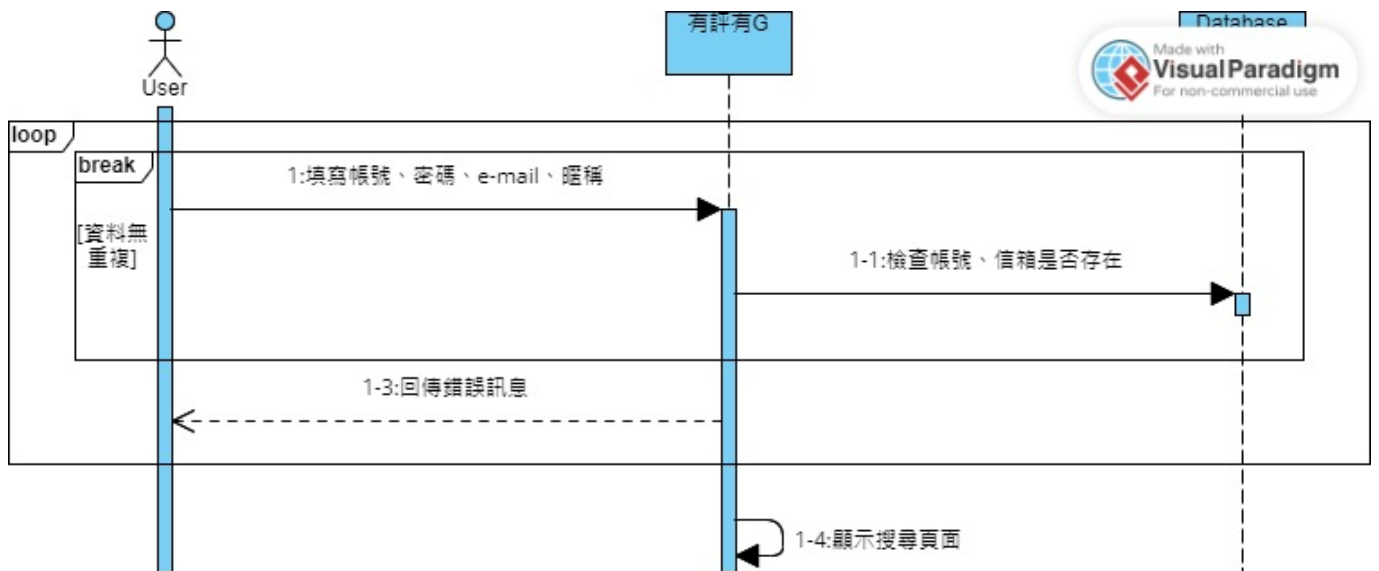 User
有評有G
Database
Made with
Visual Paradigm
For non-commercial use
loop
break
1:填寫帳號、密碼、e-mail、暱稱
[資料無
重複]
1-1:檢查帳號、信箱是否存在
1-3:回傳錯誤訊息
1-4:顯示搜尋頁面